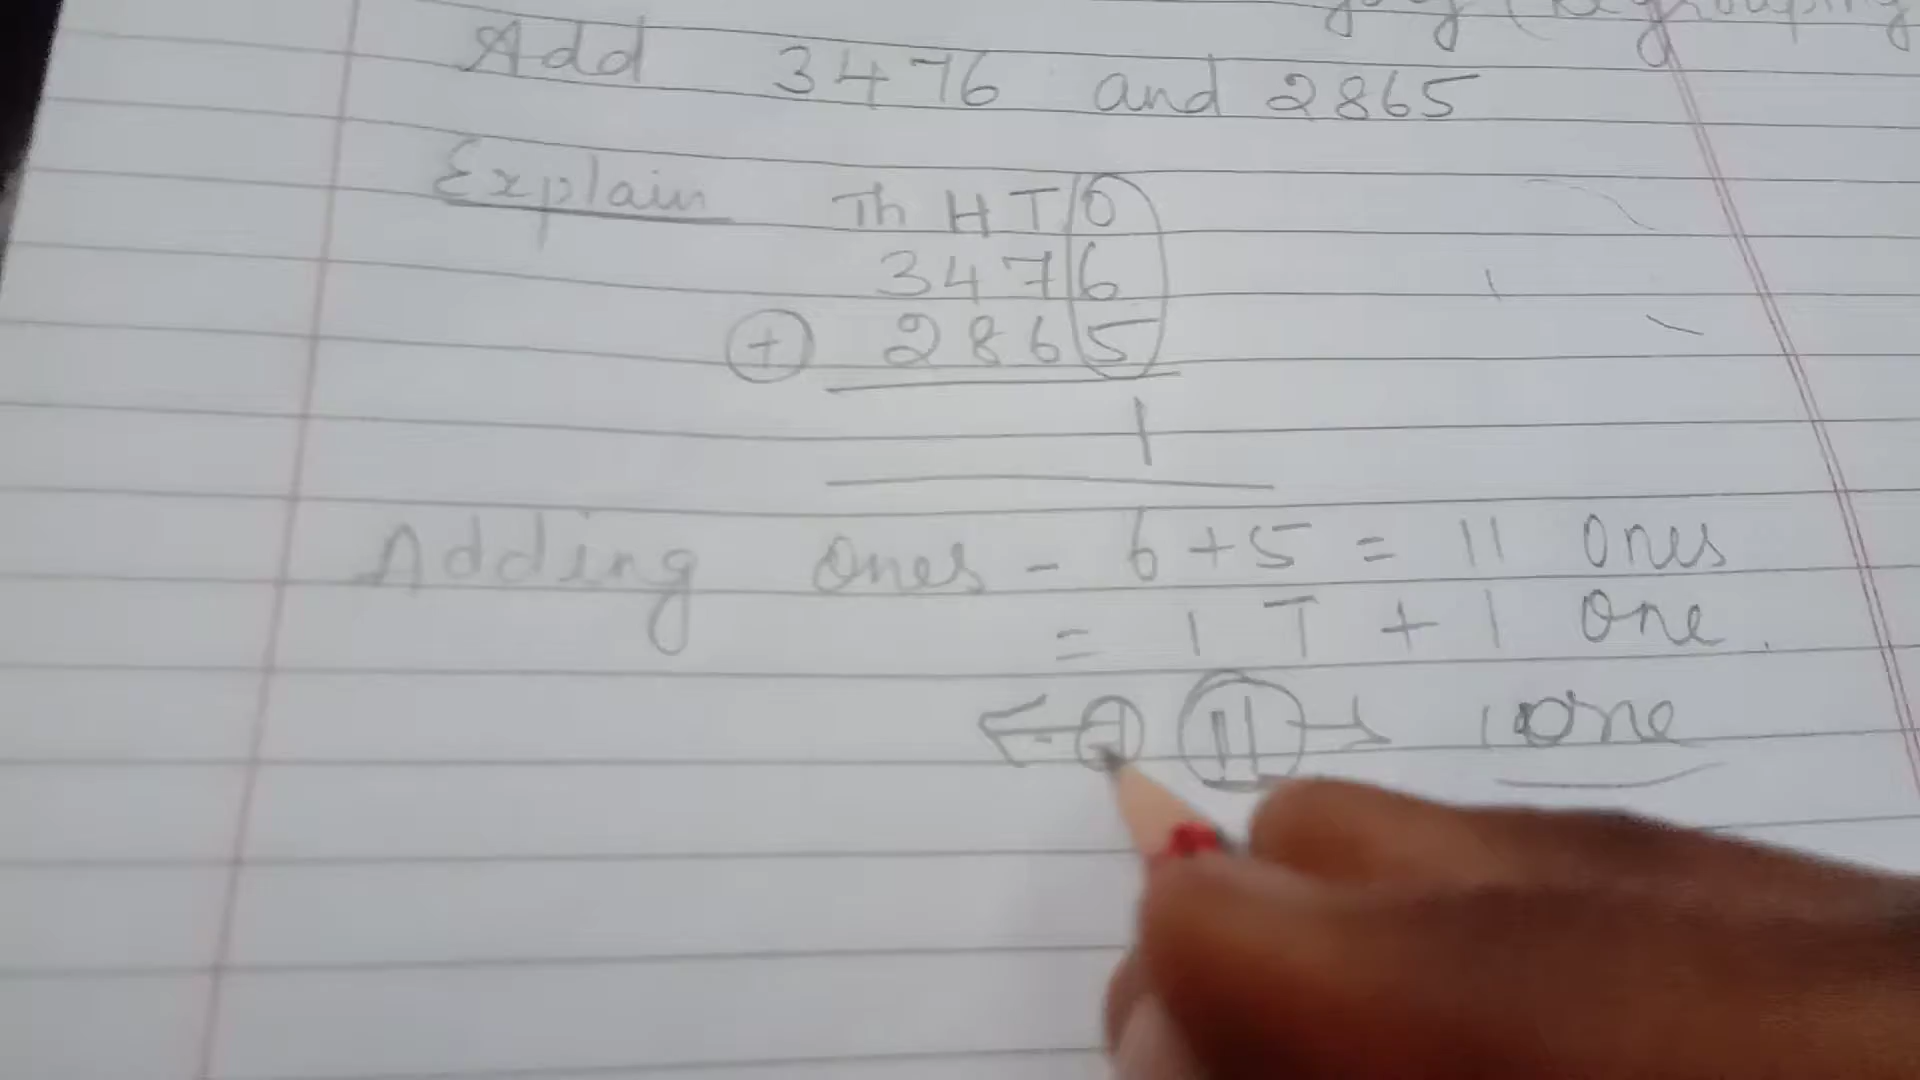 (Regrouping
Add 3476 and 2865
Explain Th H T O
3476
+ 2865
1
Adding Ones - 6+5 = 11 Ones
= 1 T + 1 One.
11 1 One